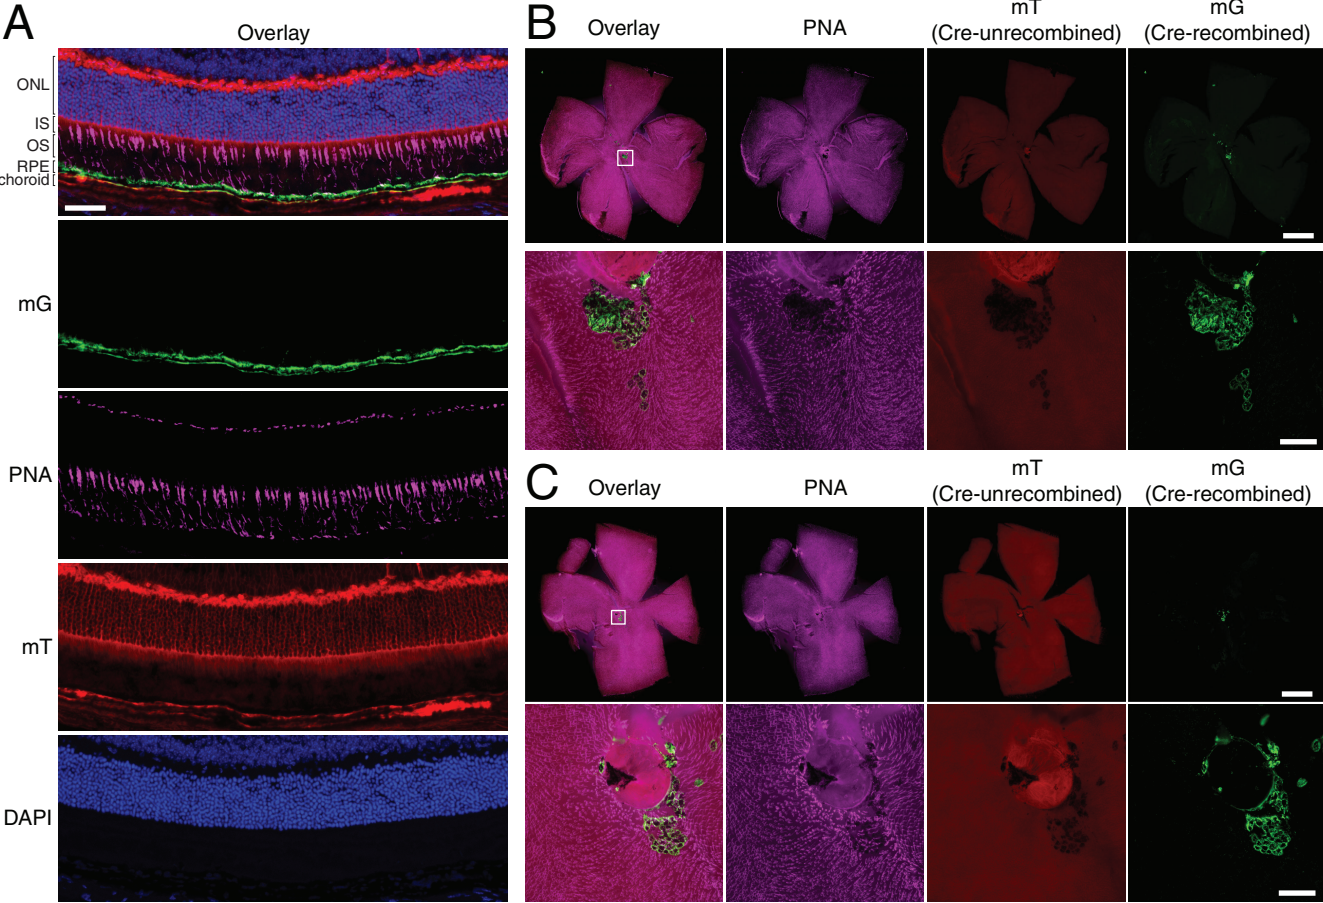 A
Overlay
ONL
IS
OS
RPE
choroid
mG
PNA
mT
DAPI
B
Overlay
PNA
mT
(Cre-unrecombined)
mG
(Cre-recombined)
C
Overlay
PNA
mT
(Cre-unrecombined)
mG
(Cre-recombined)